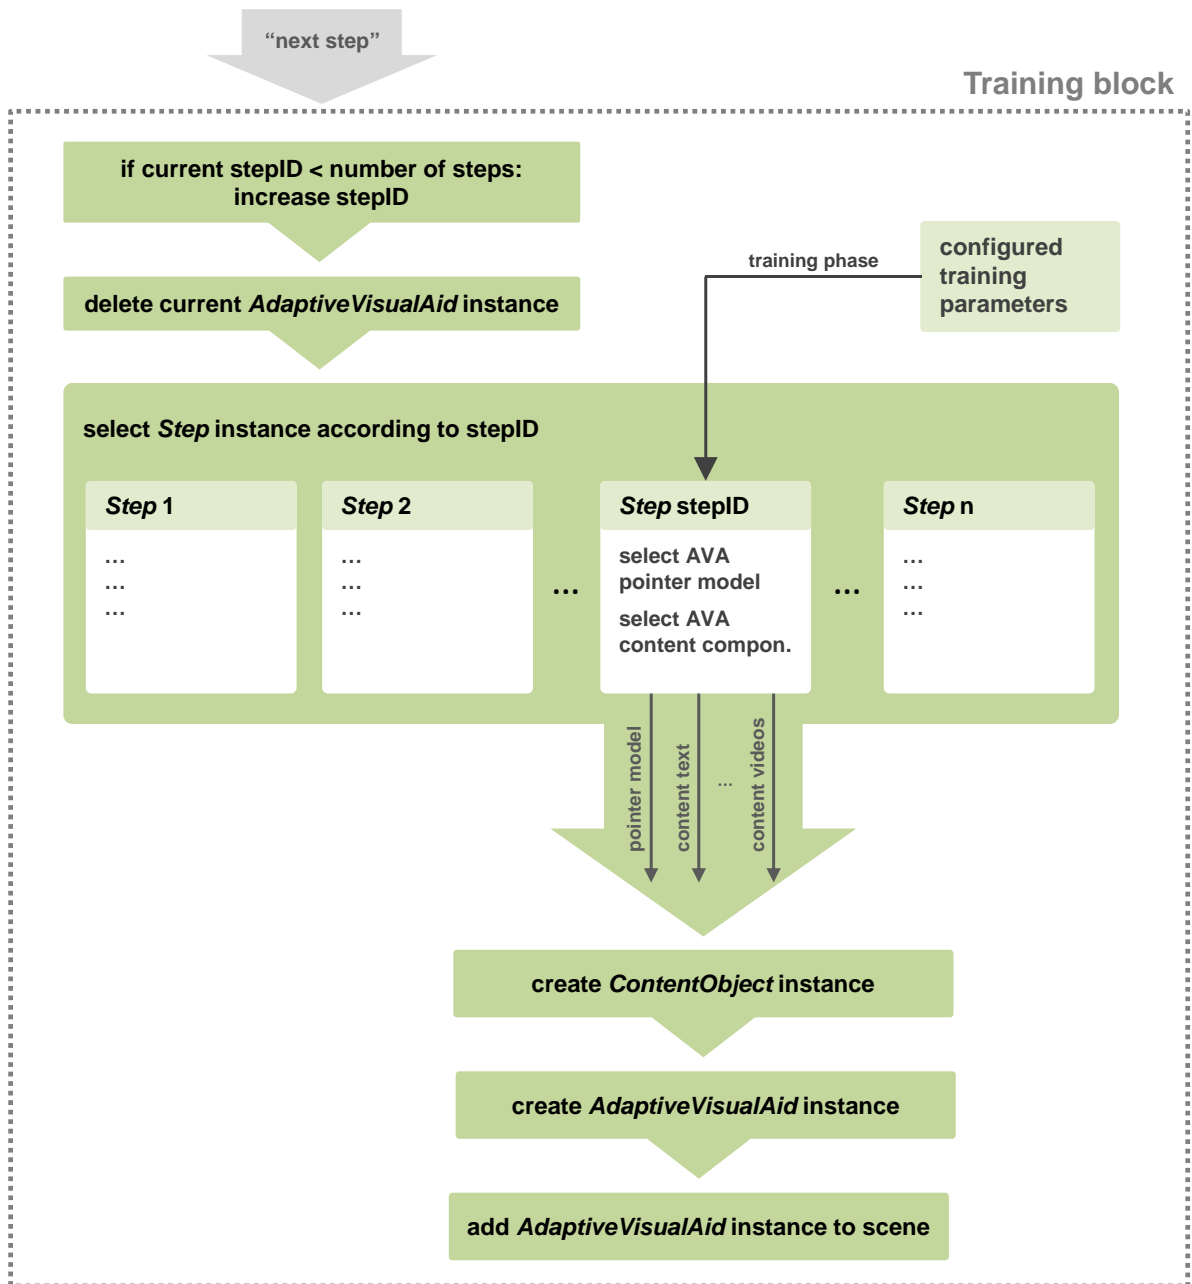 “next step”
Training block
if current stepID < number of steps:
increase stepID
configured
training
parameters
training phase
delete current AdaptiveVisualAid instance
select Step instance according to stepID
Step 1
...
...
...
Step 2
...
...
...
...
Step stepID
select AVA
pointer model
select AVA
content compon.
...
Step n
...
...
...
pointer model
content text
...
content videos
create ContentObject instance
create AdaptiveVisualAid instance
add AdaptiveVisualAid instance to scene